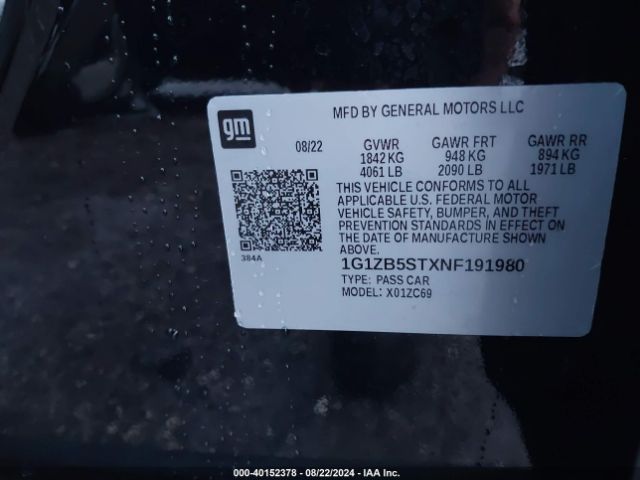 gm
MFD BY GENERAL MOTORS LLC
08/22 GVWR GAWR FRT GAWR RR
1842 KG 948 KG 894 KG
4061 LB 2090 LB 1971 LB
THIS VEHICLE CONFORMS TO ALL
APPLICABLE U.S. FEDERAL MOTOR
VEHICLE SAFETY, BUMPER, AND THEFT
PREVENTION STANDARDS IN EFFECT ON
THE DATE OF MANUFACTURE SHOWN ABOVE.
384A
1G1ZB5STXNF191980
TYPE: PASS CAR
MODEL: X01ZC69
000-40152378 - 08/22/2024 - IAA Inc.